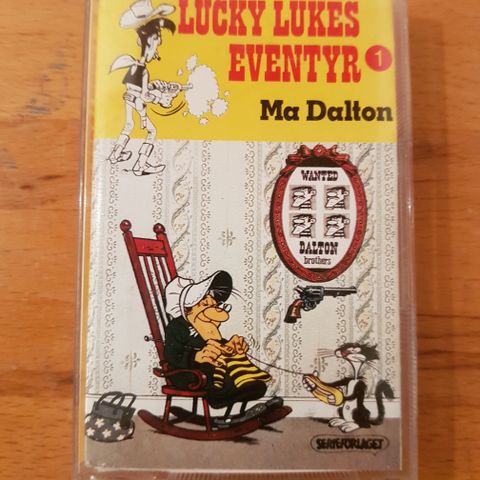 LUCKY LUKES
EVENTYR 1
Ma Dalton
WANTED
DALTON
brothers
SERIEFORLAGET